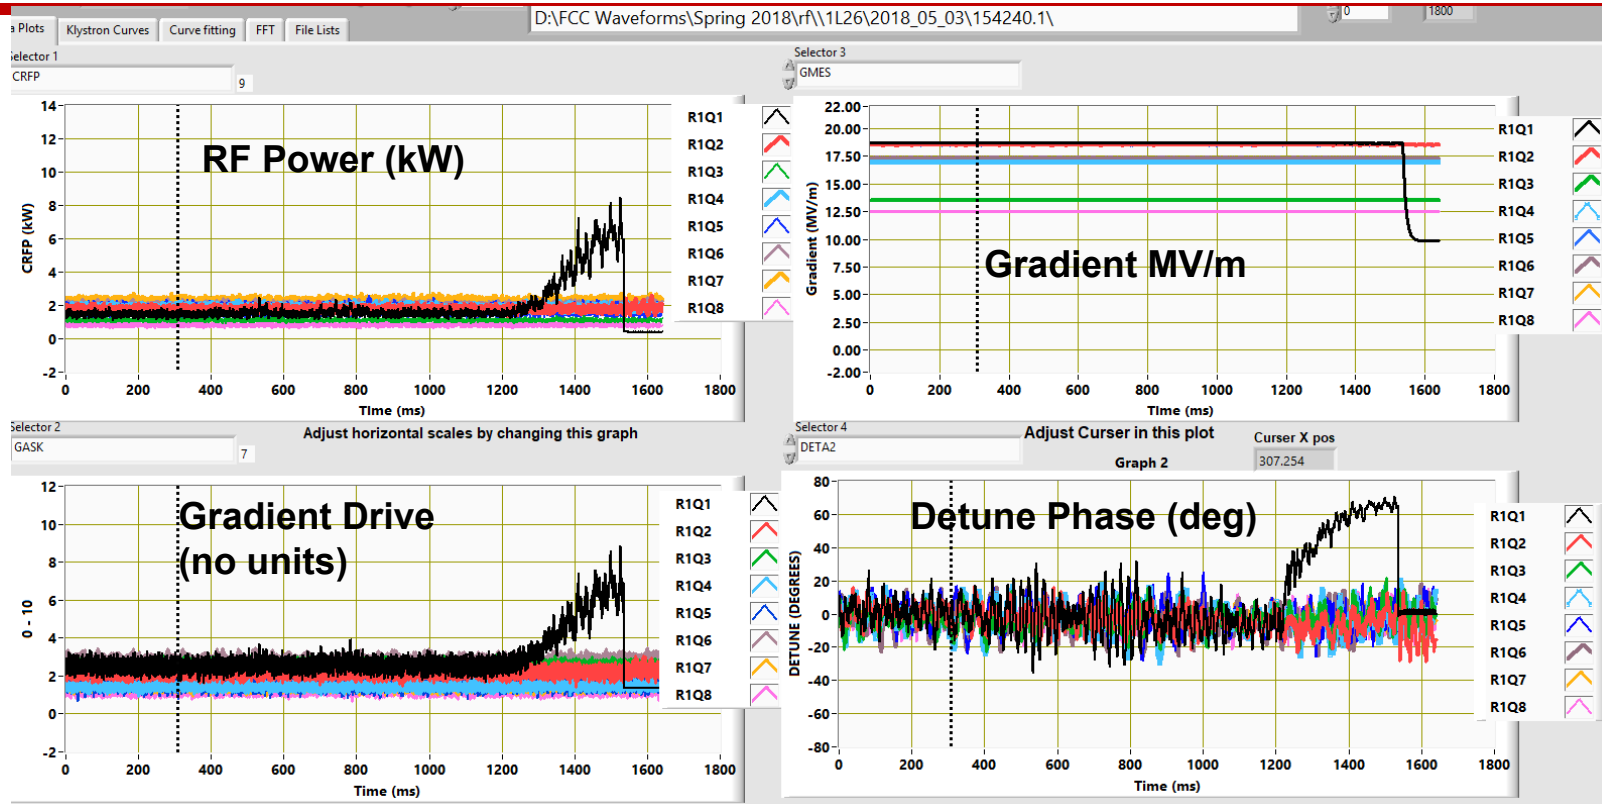 D:\FCC Waveforms\Spring 2018\rf\\1L26\2018_05_03\154240.1\
0
1800
a Plots
Klystron Curves
Curve fitting
FFT
File Lists
Selector 1
CRFP
9
14
12
10
8
6
4
2
0
-2
CRFP (kW)
RF Power (kW)
0 200 400 600 800 1000 1200 1400 1600 1800
Time (ms)
R1Q1
R1Q2
R1Q3
R1Q4
R1Q5
R1Q6
R1Q7
R1Q8
Selector 3
GMES
22.00
20.00
17.50
15.00
12.50
10.00
7.50
5.00
2.50
0.00
-2.00
Gradient (MV/m)
Gradient MV/m
0 200 400 600 800 1000 1200 1400 1600 1800
Time (ms)
R1Q1
R1Q2
R1Q3
R1Q4
R1Q5
R1Q6
R1Q7
R1Q8
Selector 2
GASK
7
Adjust horizontal scales by changing this graph
12
10
8
6
4
2
0
-2
0 - 10
Gradient Drive
(no units)
0 200 400 600 800 1000 1200 1400 1600 1800
Time (ms)
R1Q1
R1Q2
R1Q3
R1Q4
R1Q5
R1Q6
R1Q7
R1Q8
Selector 4
DETA2
Adjust Curser in this plot
Graph 2
Curser X pos
307.254
80
60
40
20
0
-20
-40
-60
-80
DETUNE (DEGREES)
Detune Phase (deg)
0 200 400 600 800 1000 1200 1400 1600 1800
Time (ms)
R1Q1
R1Q2
R1Q3
R1Q4
R1Q5
R1Q6
R1Q7
R1Q8